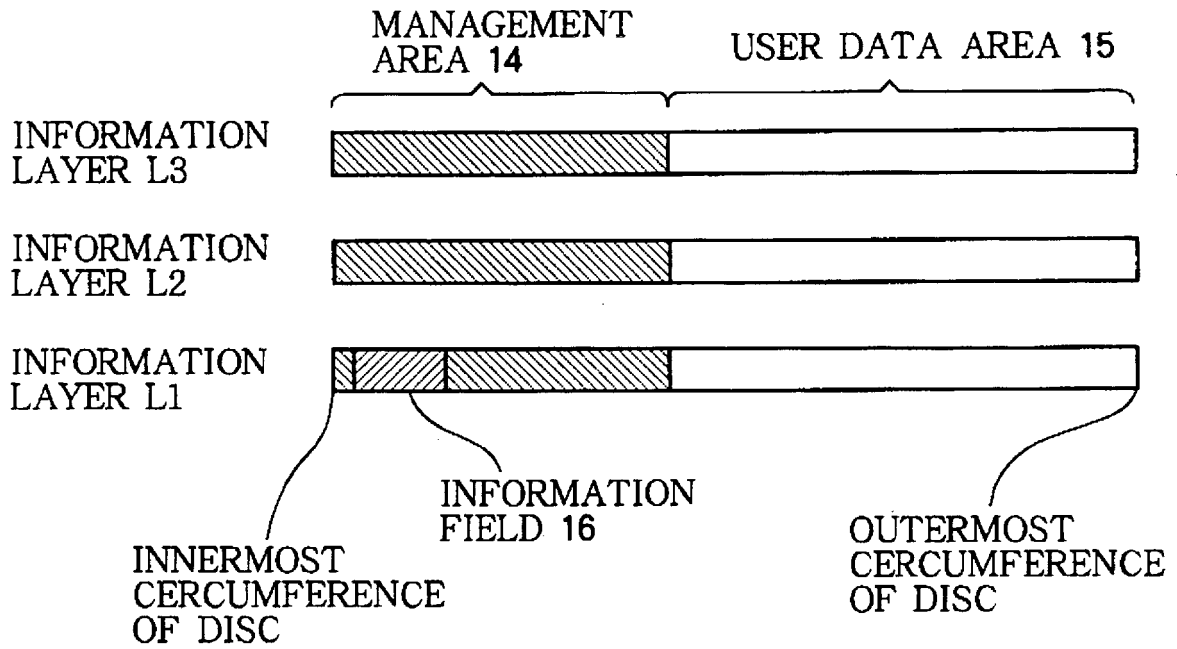 MANAGEMENT
AREA 14
USER DATA AREA 15
INFORMATION
LAYER L3
INFORMATION
LAYER L2
INFORMATION
LAYER L1
INFORMATION
FIELD 16
INNERMOST
CERCUMFERENCE
OF DISC
OUTERMOST
CERCUMFERENCE
OF DISC